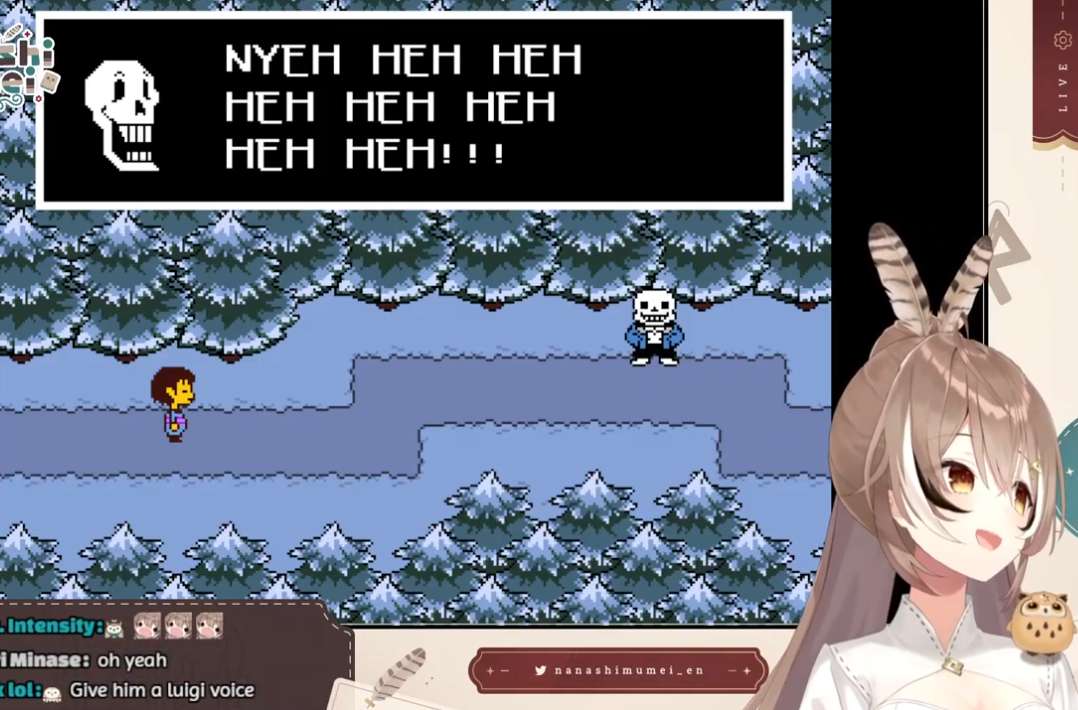 NYEH HEH HEH
HEH HEH HEH
HEH HEH!!!
LIVE
Intensity:
Minase: oh yeah
lol: Give him a luigi voice
nanashimumei_en